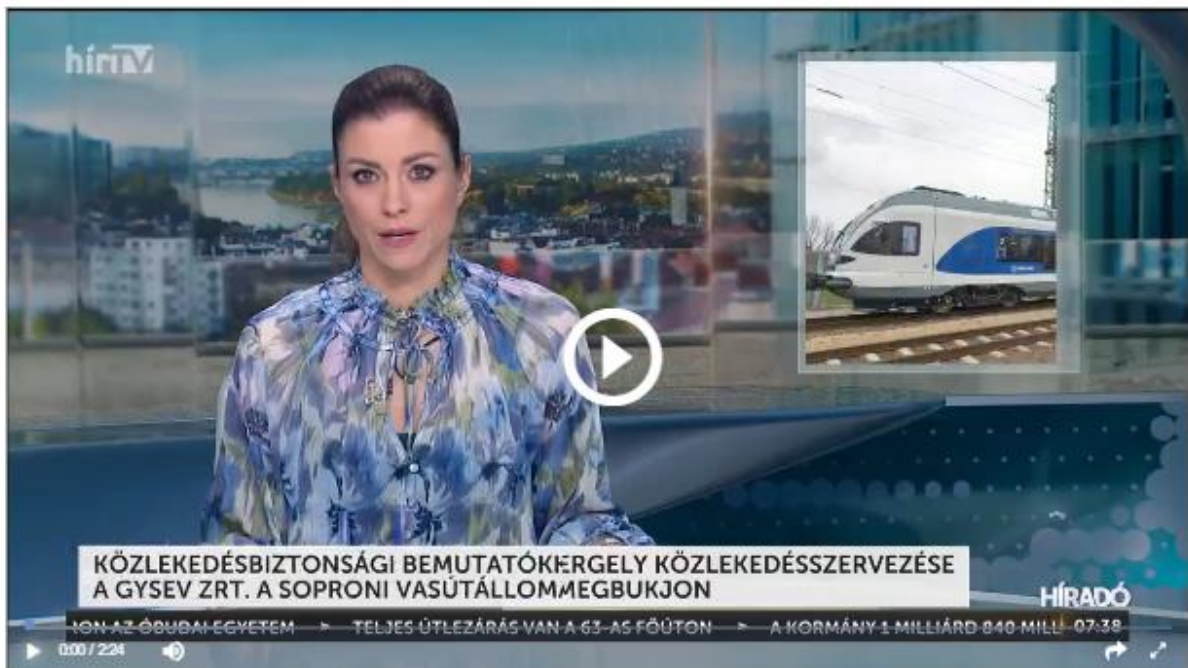 hírTV
KÖZLEKEDÉSBIZTONSÁGI BEMUTATÓKERGELY KÖZLEKEDÉSSZERVEZÉSE
A GYSEV ZRT. A SOPRONI VASÚTÁLLOMMEGBUKJON
HÍRADÓ
ION AZ ÓBUDAI EGYETEM ► TELJES ÚTLEZÁRÁS VAN A 63-AS FŐÚTON ► A KORMÁNY 1 MILLIÁRD 840 MILL 07:38
0:00 / 2:24